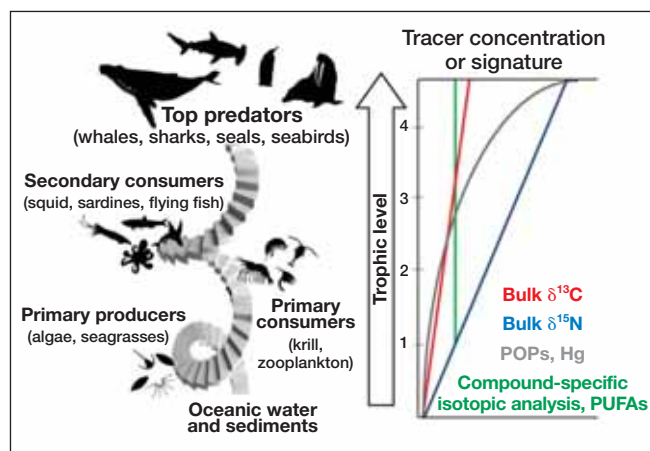 Top predators
(whales, sharks, seals, seabirds)
Secondary consumers
(squid, sardines, flying fish)
Primary producers
(algae, seagrasses)
Primary
consumers
(krill,
zooplankton)
Oceanic water
and sediments
Tracer concentration
or signature
Trophic level
4
3
2
1
Bulk δ¹³C
Bulk δ¹⁵N
POPs, Hg
Compound-specific
isotopic analysis, PUFAs